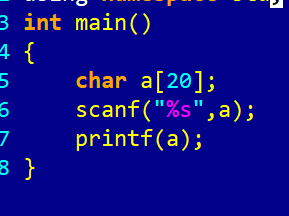 3 int main()
4 {
5 char a[20];
6 scanf("%s",a);
7 printf(a);
8 }